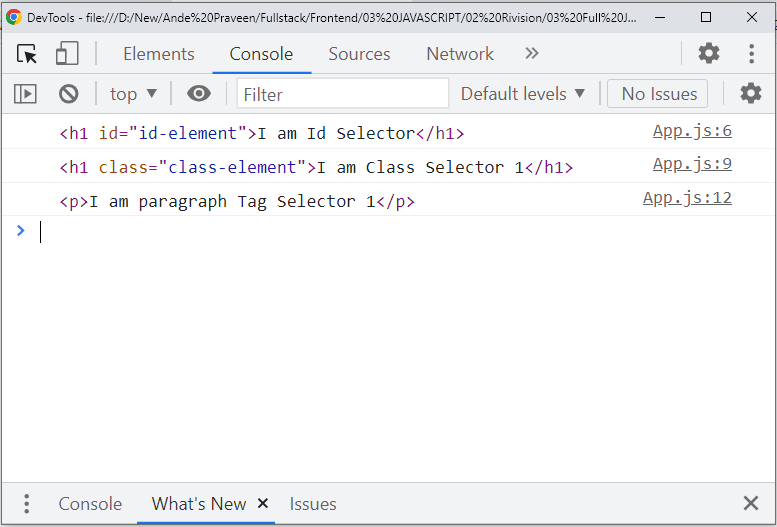 DevTools - file:///D:/New/Ande%20Praveen/Fullstack/Frontend/03%20JAVASCRIPT/02%20Rivision/03%20Full%20J...
Elements Console Sources Network
top Filter Default levels No Issues
<h1 id="id-element">I am Id Selector</h1> App.js:6
<h1 class="class-element">I am Class Selector 1</h1> App.js:9
<p>I am paragraph Tag Selector 1</p> App.js:12
Console What's New Issues